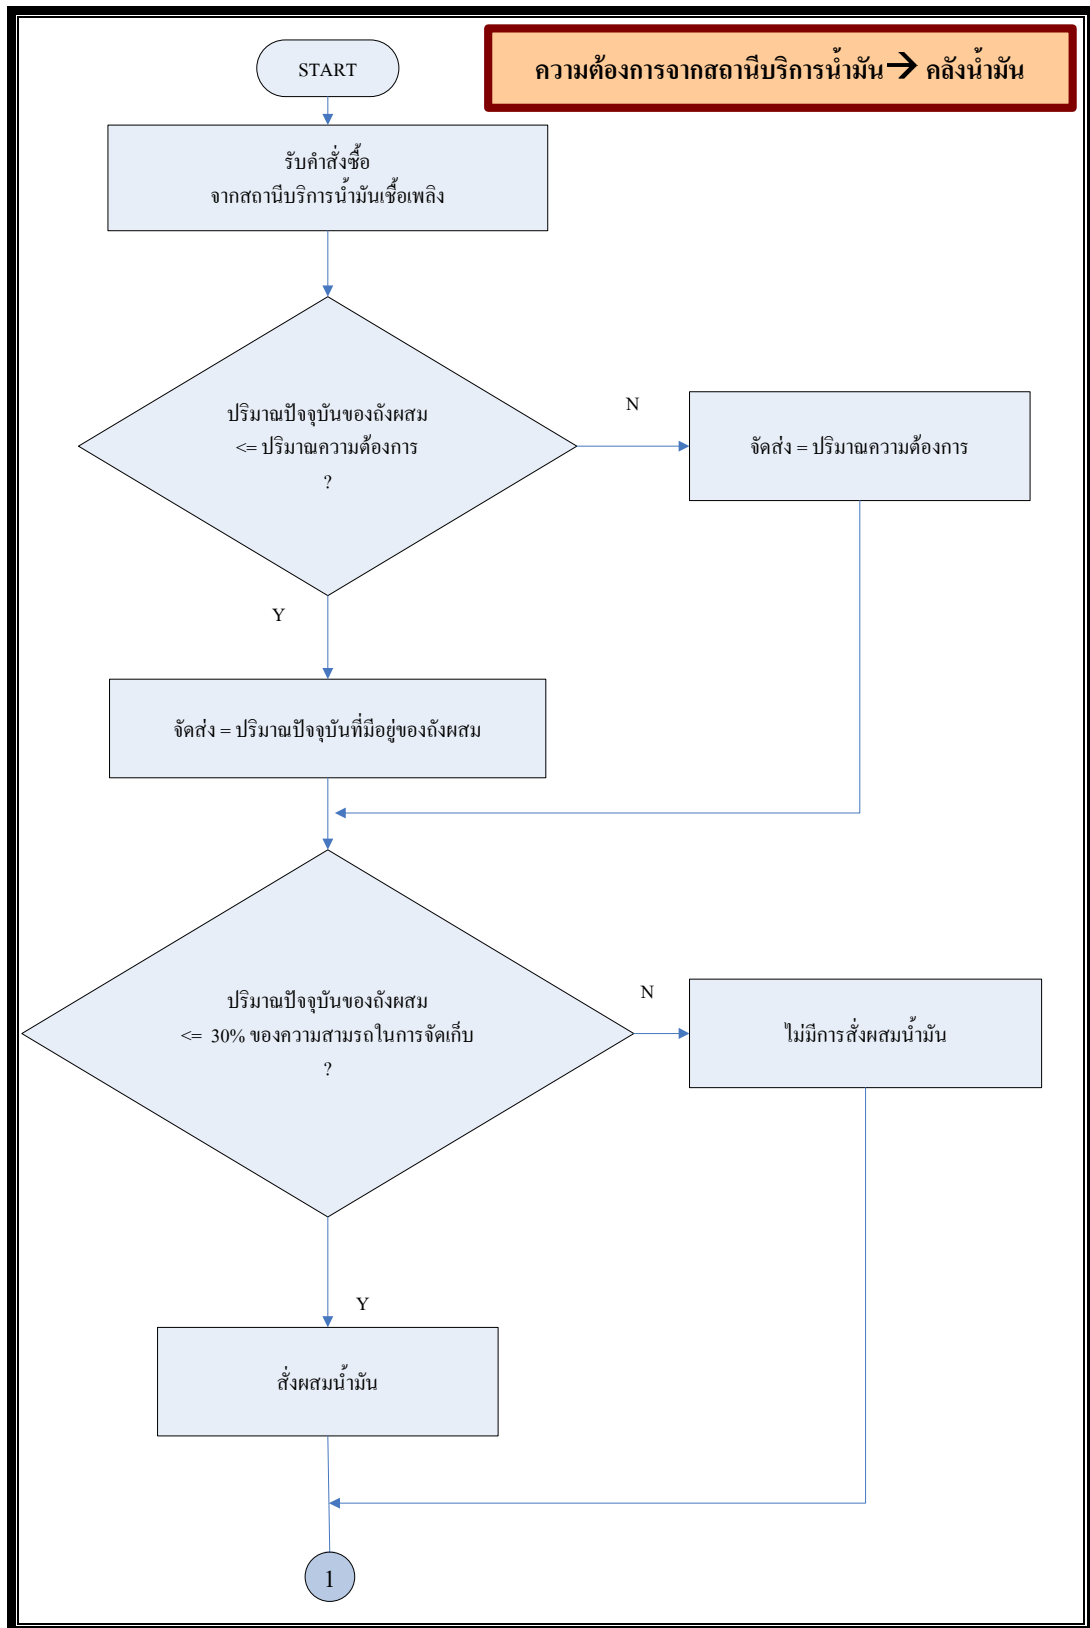 ความต้องการจากสถานีบริการน้ำมัน → คลังน้ำมัน
START
รับคำสั่งซื้อ
จากสถานีบริการน้ำมันเชื้อเพลิง
ปริมาณปัจจุบันของถังผสม
<= ปริมาณความต้องการ
?
N
จัดส่ง = ปริมาณความต้องการ
Y
จัดส่ง = ปริมาณปัจจุบันที่มีอยู่ของถังผสม
ปริมาณปัจจุบันของถังผสม
<= 30% ของความสามรถในการจัดเก็บ
?
N
ไม่มีการสั่งผสมน้ำมัน
Y
สั่งผสมน้ำมัน
1